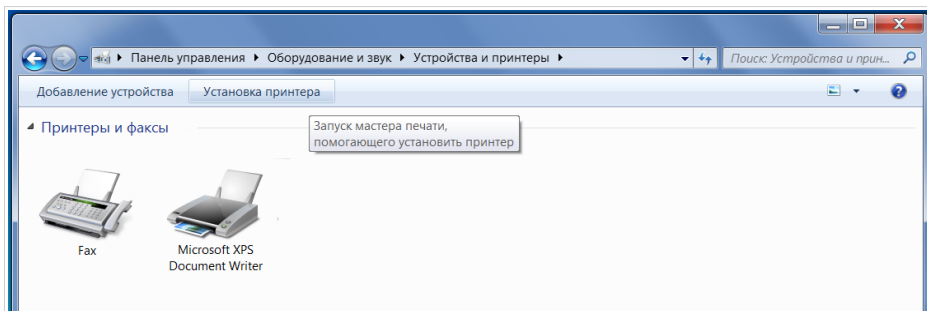 Панель управления ▸ Оборудование и звук ▸ Устройства и принтеры ▸
Поиск: Устройства и прин...
Добавление устройства Установка принтера
Принтеры и факсы
Запуск мастера печати,
помогающего установить принтер
Fax
Microsoft XPS
Document Writer